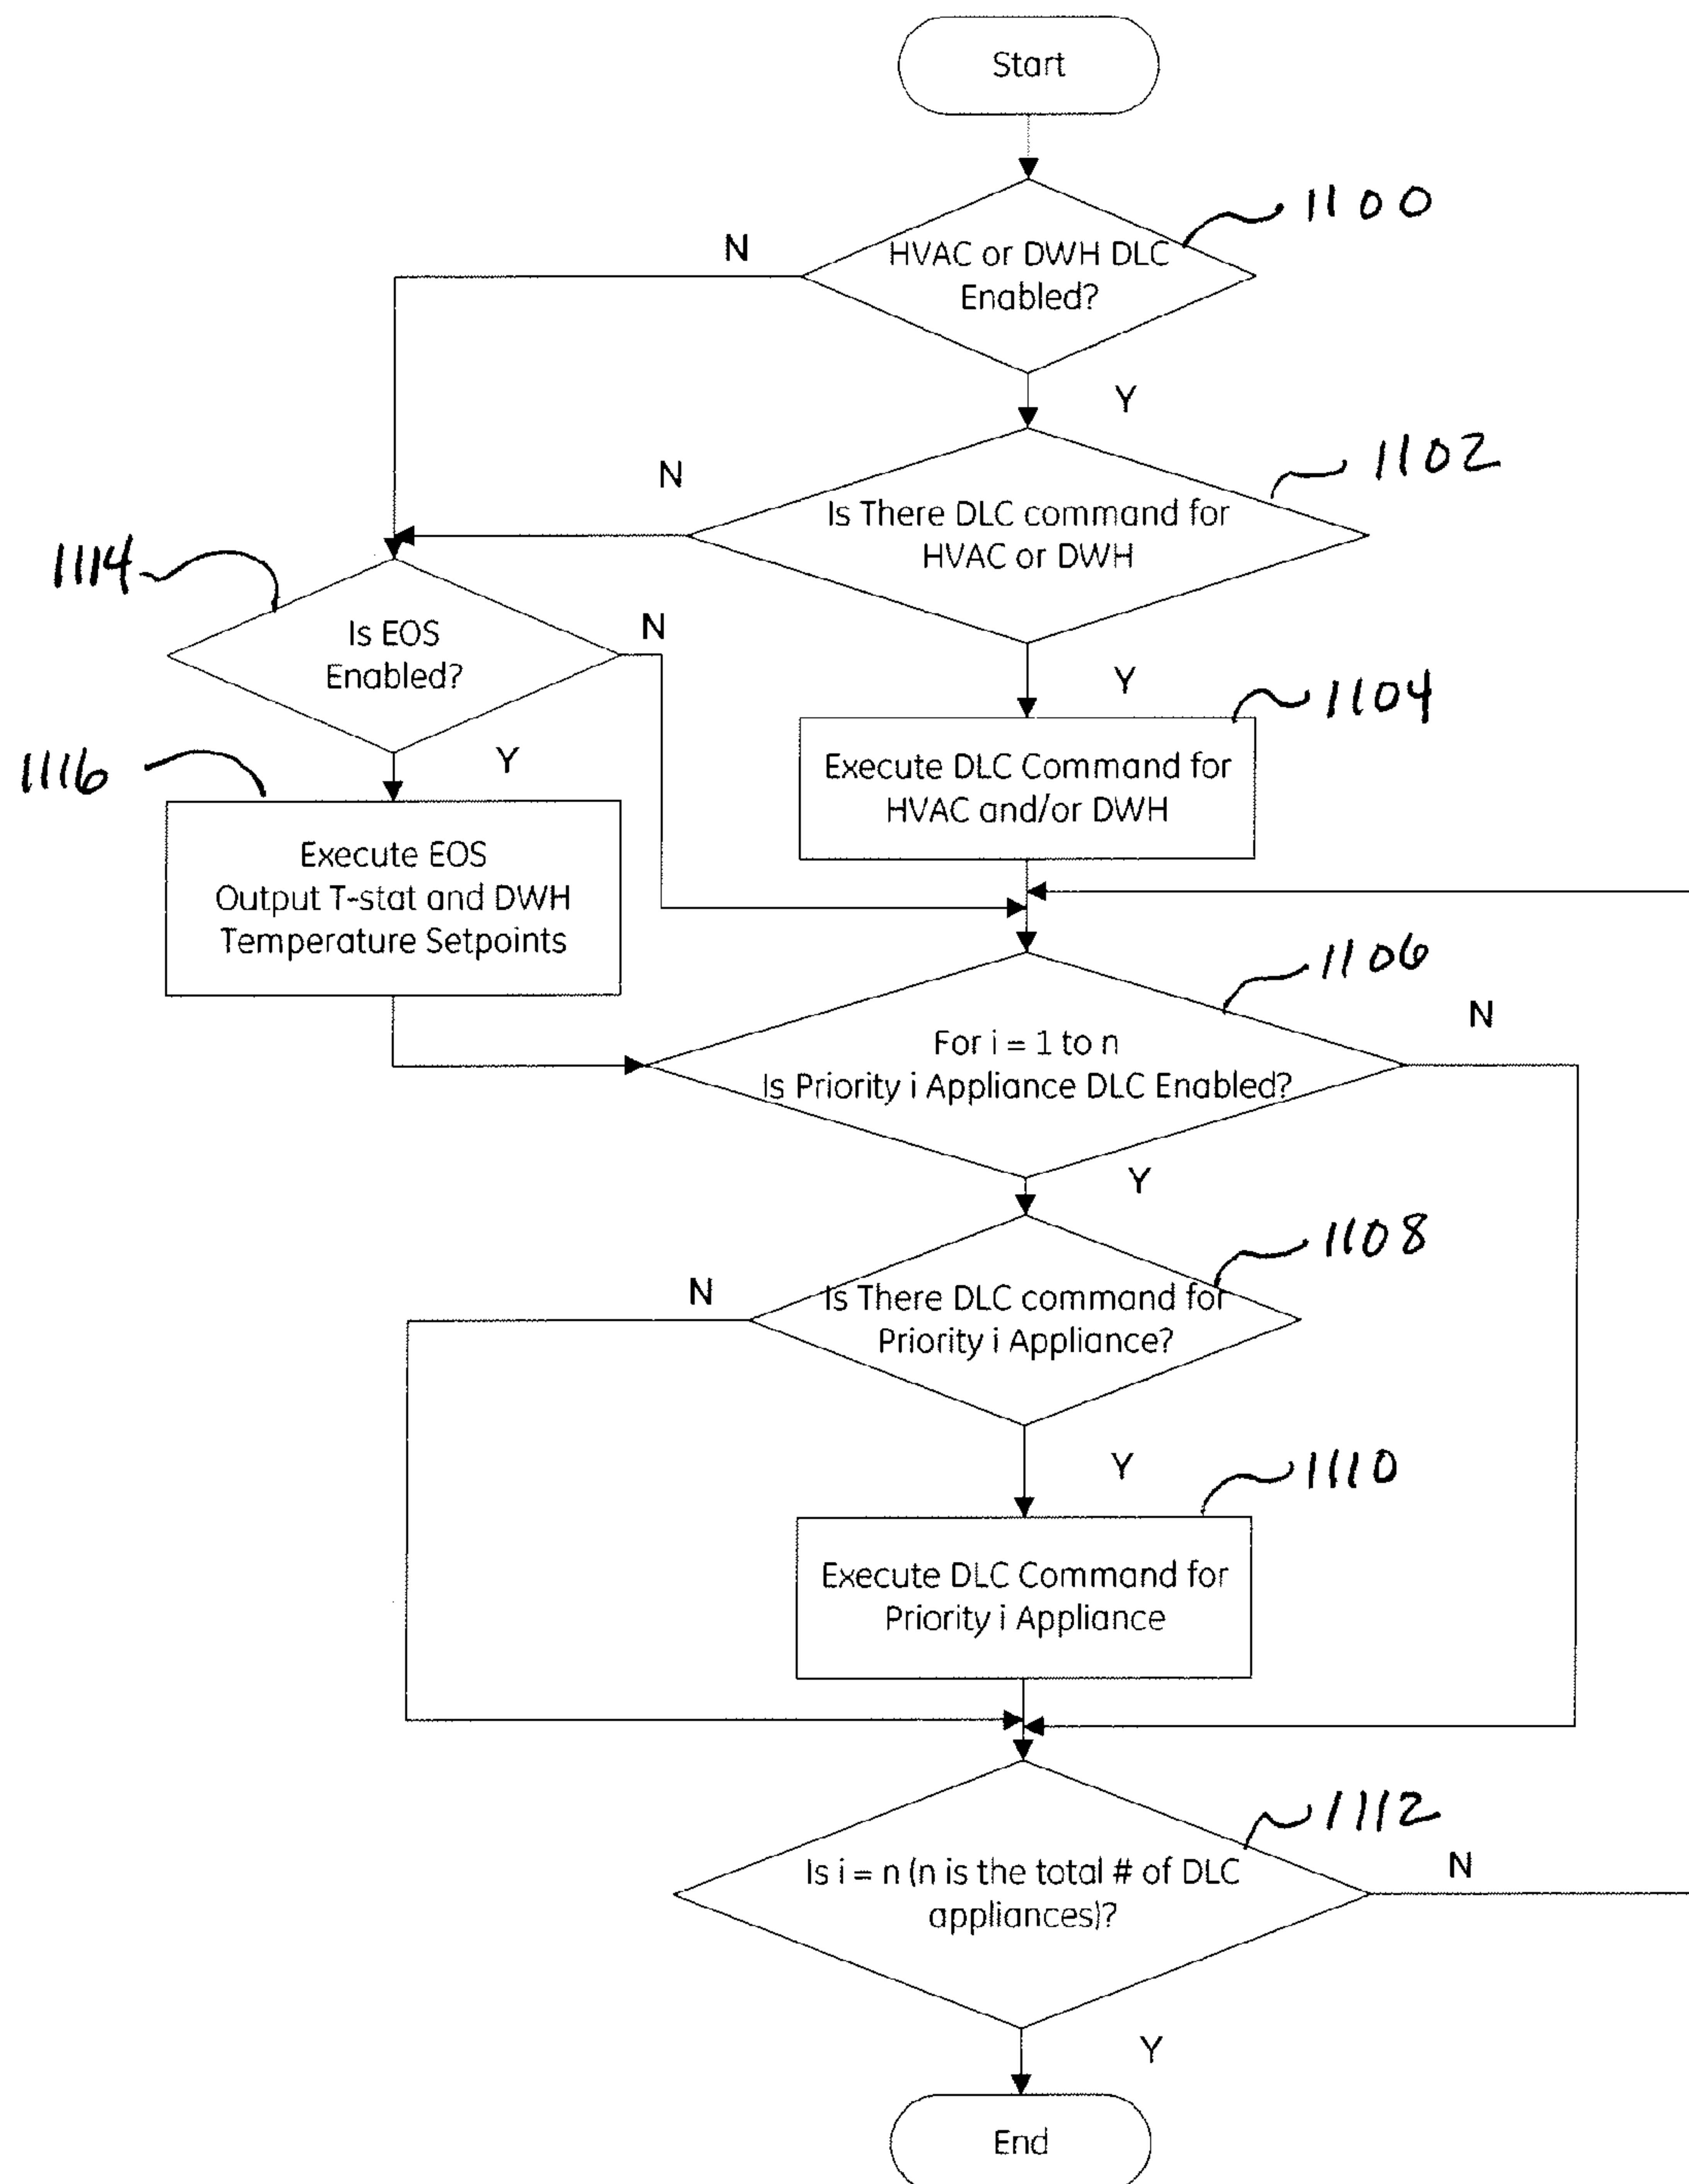 Start
1100
HVAC or DWH DLC
Enabled?
N
Y
1102
Is There DLC command for
HVAC or DWH
N
Y
1114
Is EOS
Enabled?
N
Y
1104
Execute DLC Command for
HVAC and/or DWH
1116
Execute EOS
Output T-stat and DWH
Temperature Setpoints
1106
For i = 1 to n
Is Priority i Appliance DLC Enabled?
N
Y
1108
Is There DLC command for
Priority i Appliance?
N
Y
1110
Execute DLC Command for
Priority i Appliance
1112
Is i = n (n is the total # of DLC
appliances)?
N
Y
End